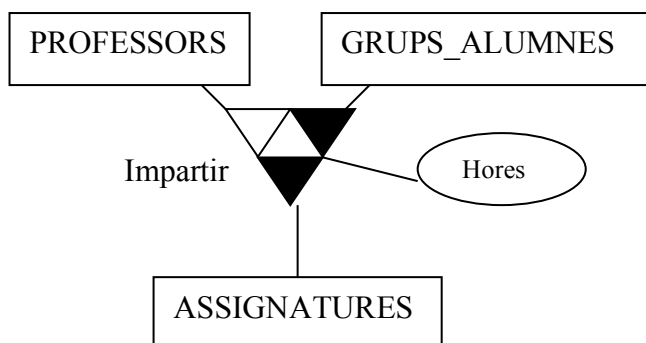 PROFESSORS
GRUPS_ALUMNES
Impartir
Hores
ASSIGNATURES